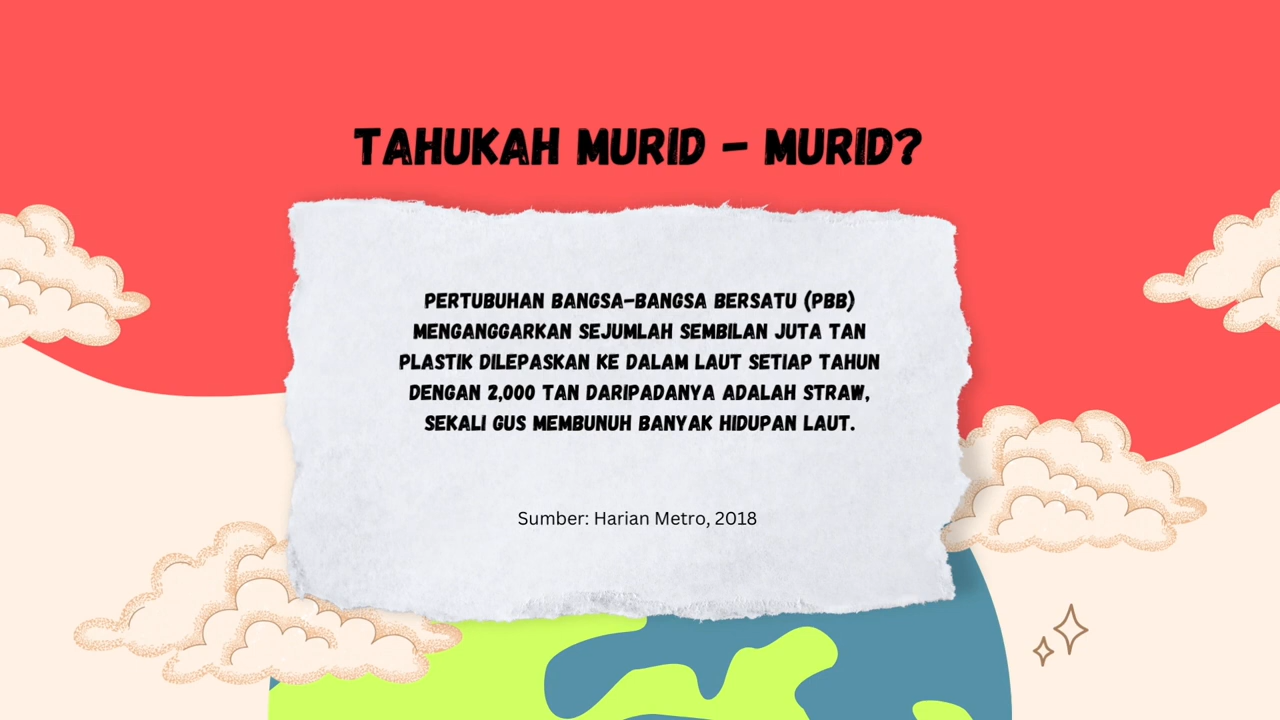 TAHUKAH MURID - MURID?
PERTUBUHAN BANGSA-BANGSA BERSATU (PBB)
MENGANGGARKAN SEJUMLAH SEMBILAN JUTA TAN
PLASTIK DILEPASKAN KE DALAM LAUT SETIAP TAHUN
DENGAN 2,000 TAN DARIPADANYA ADALAH STRAW,
SEKALI GUS MEMBUNUH BANYAK HIDUPAN LAUT.
Sumber: Harian Metro, 2018